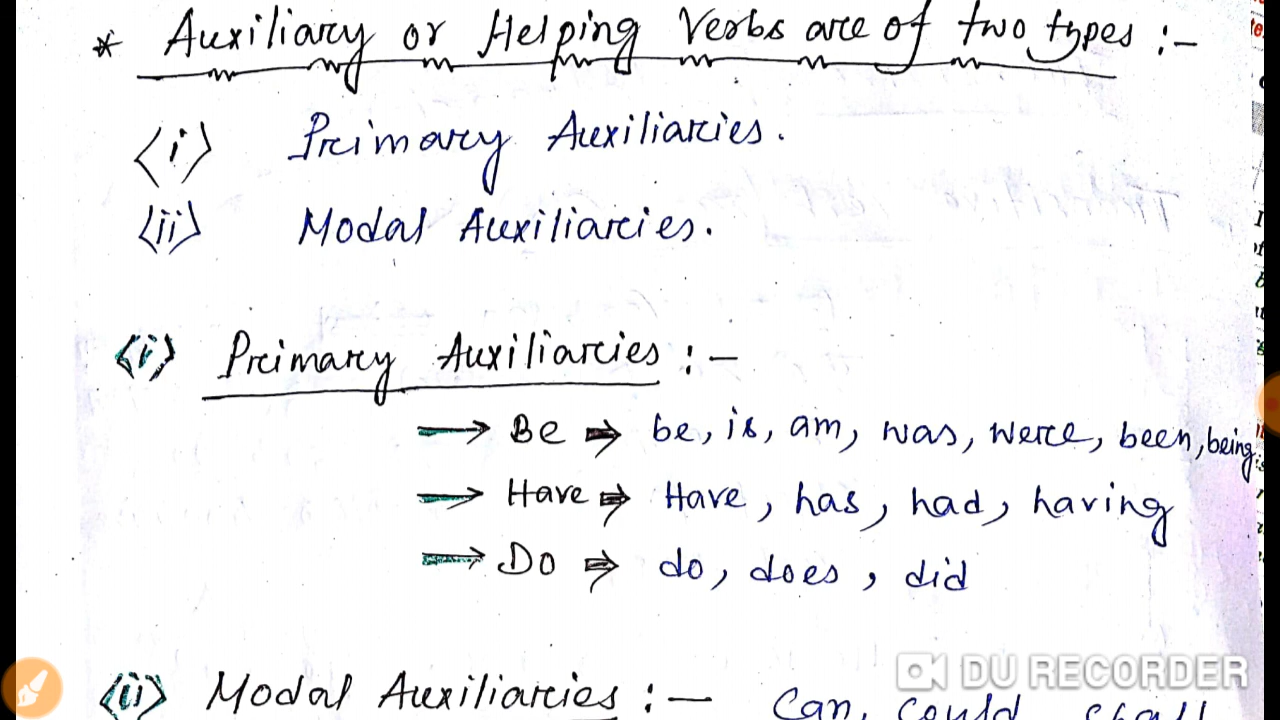 * Auxiliary or Helping Verbs are of two types :-
<i> Primary Auxiliaries.
<ii> Modal Auxiliaries.
<i> Primary Auxiliaries :-
→ Be ⇒ be, is, am, was, were, been, being
→ Have ⇒ Have, has, had, having
→ Do ⇒ do, does, did
<ii> Modal Auxiliaries :- Can, could, shall
DU RECORDER